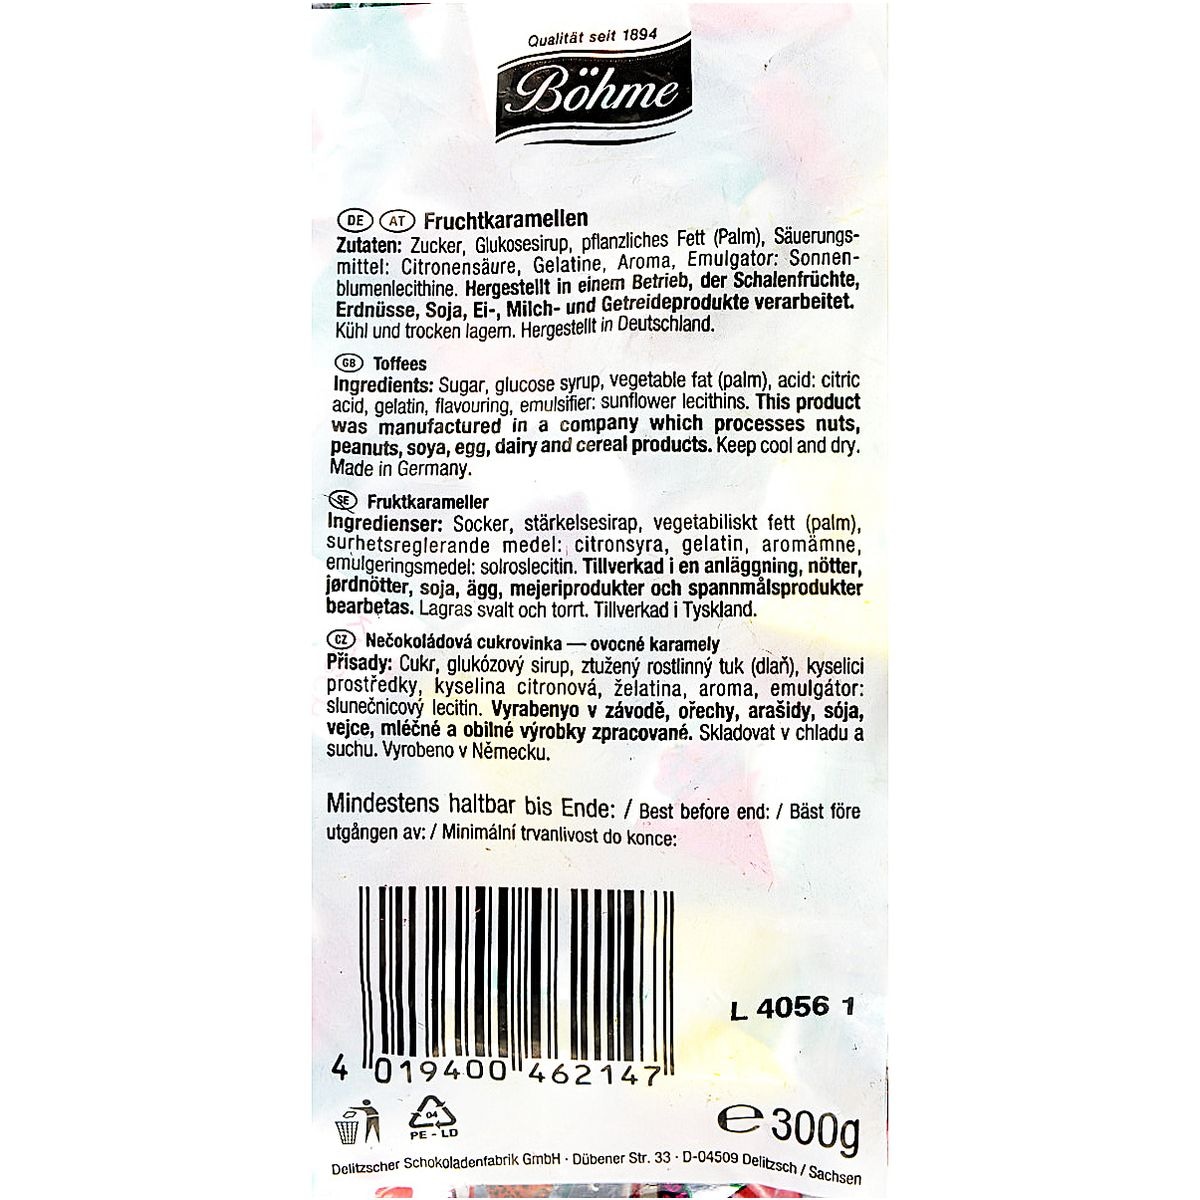 Qualität seit 1894
Böhme
DE AT Fruchtkaramellen
Zutaten: Zucker, Glukosesirup, pflanzliches Fett (Palm), Säuerungs-
mittel: Citronensäure, Gelatine, Aroma, Emulgator: Sonnen-
blumenlecithine. Hergestellt in einem Betrieb, der Schalenfrüchte,
Erdnüsse, Soja, Ei-, Milch- und Getreideprodukte verarbeitet.
Kühl und trocken lagern. Hergestellt in Deutschland.
GB Toffees
Ingredients: Sugar, glucose syrup, vegetable fat (palm), acid: citric
acid, gelatin, flavouring, emulsifier: sunflower lecithins. This product
was manufactured in a company which processes nuts,
peanuts, soya, egg, dairy and cereal products. Keep cool and dry.
Made in Germany.
SE Fruktkarameller
Ingredienser: Socker, stärkelsesirap, vegetabiliskt fett (palm),
surhetsreglerande medel: citronsyra, gelatin, aromämne,
emulgeringsmedel: solroslecitin. Tillverkad i en anläggning, nötter,
jørdnötter, soja, ägg, mejeriprodukter och spannmålsprodukter
bearbetas. Lagras svalt och torrt. Tillverkad i Tyskland.
CZ Nečokoládová cukrovinka — ovocné karamely
Přísady: Cukr, glukózový sirup, ztužený rostlinný tuk (dlaň), kyselici
prostředky, kyselina citronová, želatina, aroma, emulgátor:
slunečnicový lecitin. Vyrabenyo v závodě, ořechy, arašidy, sója,
vejce, mléčné a obilné výrobky zpracované. Skladovat v chladu a
suchu. Vyrobeno v Německu.
Mindestens haltbar bis Ende: / Best before end: / Bäst före
utgången av: / Minimální trvanlivost do konce:
L 4056 1
4 019400 462147
04
PE - LD
e 300g
Delitzscher Schokoladenfabrik GmbH · Dübener Str. 33 · D-04509 Delitzsch / Sachsen